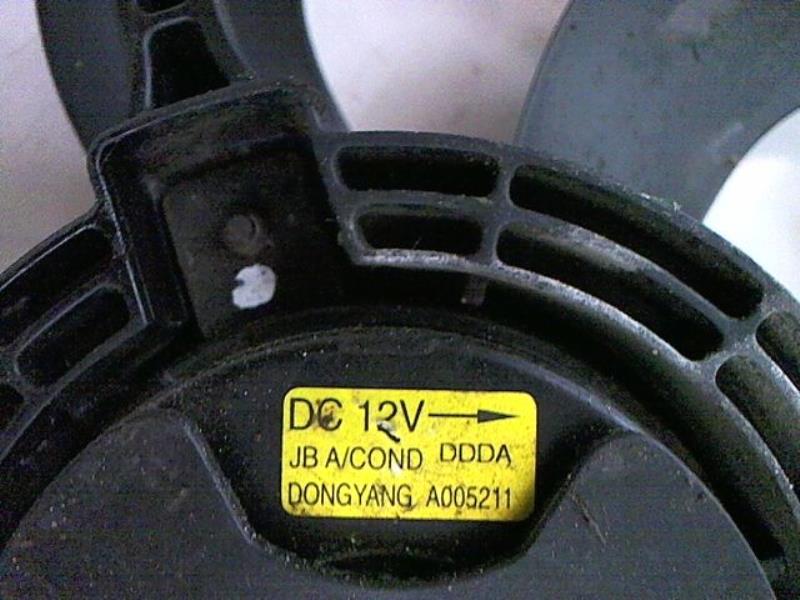 DC 12V
JB A/COND DDDA
DONGYANG A005211